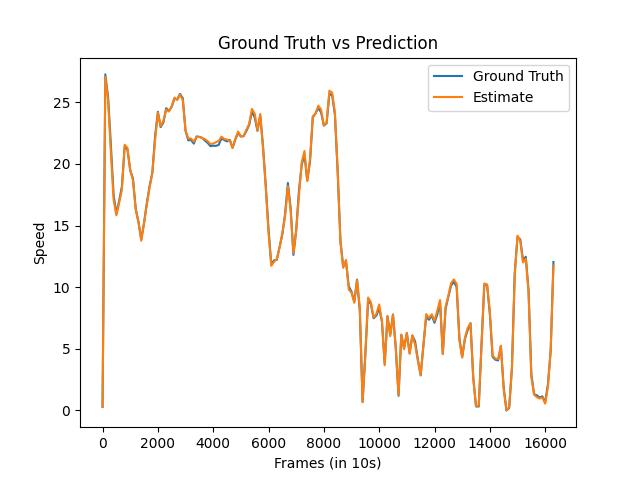 Ground Truth vs Prediction
Ground Truth
Estimate
25
20
15
10
5
0
Speed
0 2000 4000 6000 8000 10000 12000 14000 16000
Frames (in 10s)